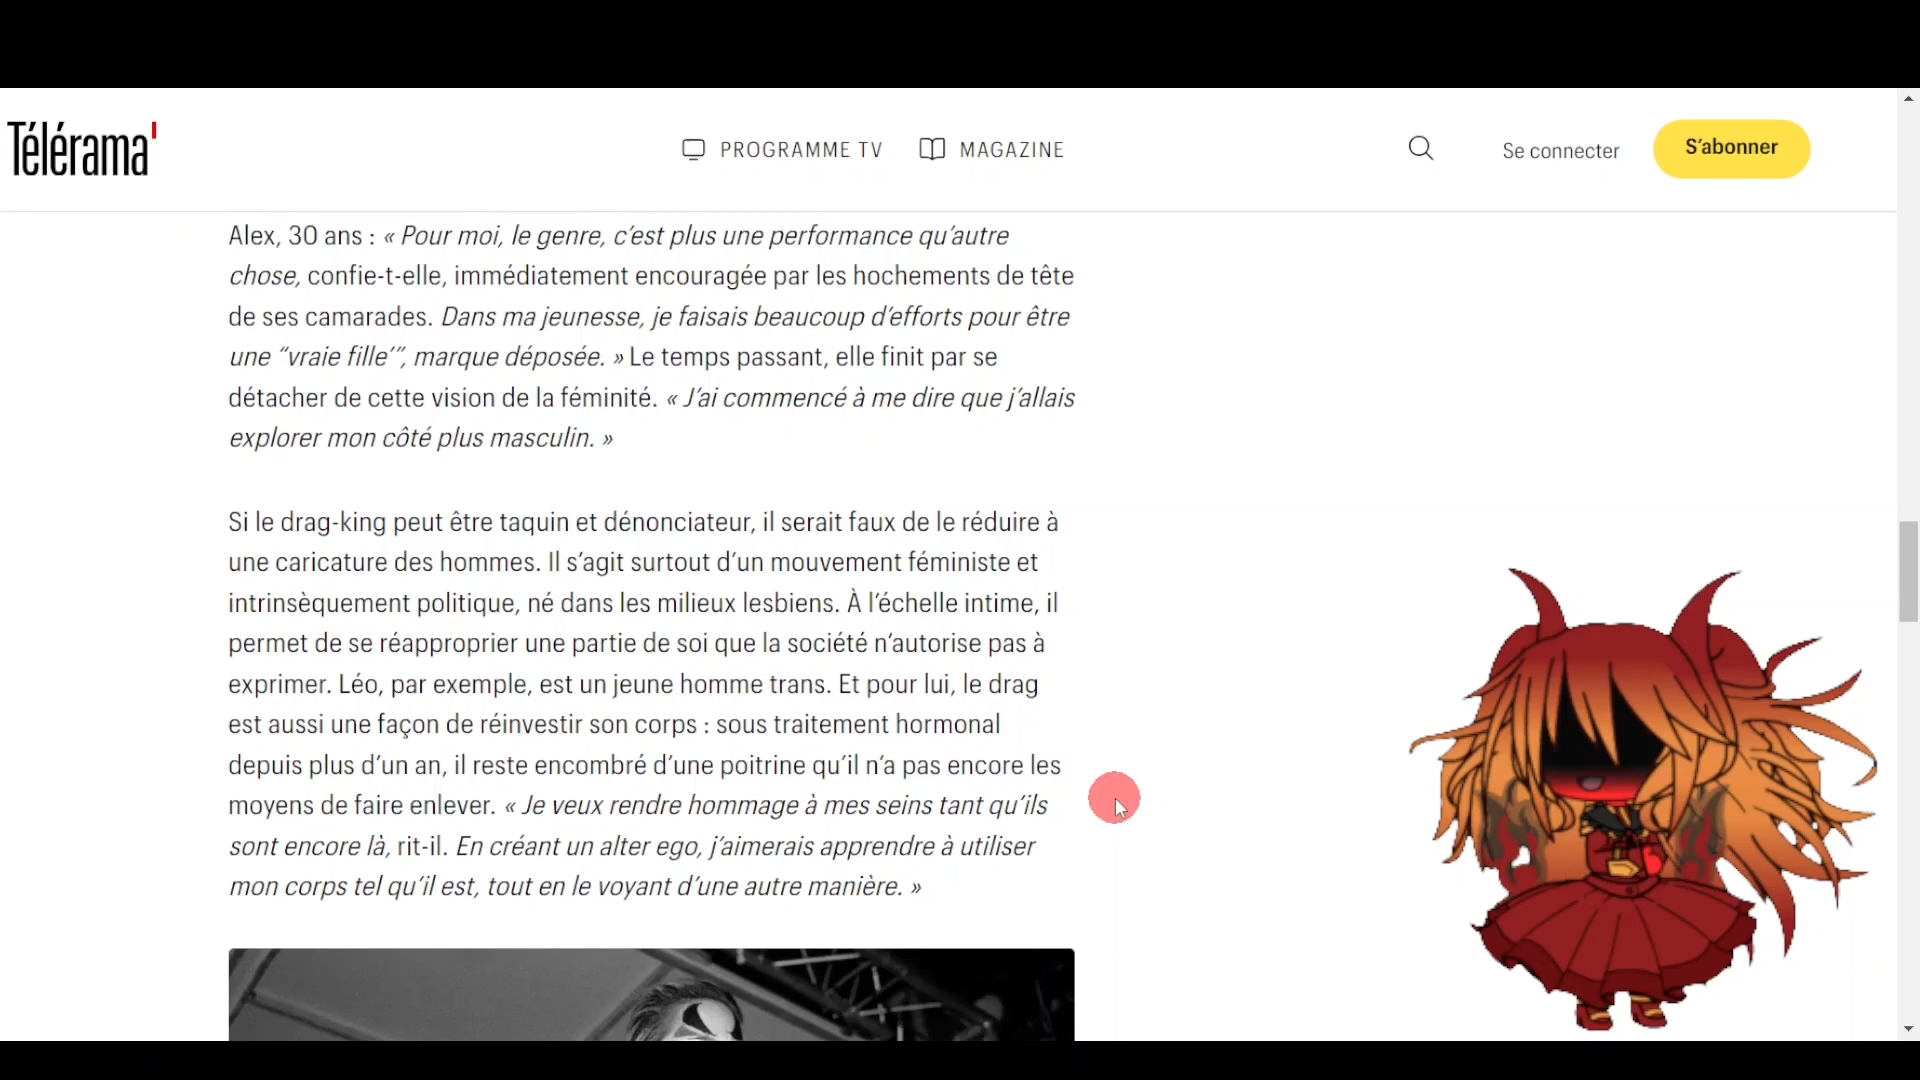 Télérama'
PROGRAMME TV
MAGAZINE
Se connecter
S'abonner
Alex, 30 ans : « Pour moi, le genre, c’est plus une performance qu’autre
chose, confie-t-elle, immédiatement encouragée par les hochements de tête
de ses camarades. Dans ma jeunesse, je faisais beaucoup d’efforts pour être
une “vraie fille’”, marque déposée. » Le temps passant, elle finit par se
détacher de cette vision de la féminité. « J’ai commencé à me dire que j’allais
explorer mon côté plus masculin. »
Si le drag-king peut être taquin et dénonciateur, il serait faux de le réduire à
une caricature des hommes. Il s’agit surtout d’un mouvement féministe et
intrinsèquement politique, né dans les milieux lesbiens. À l’échelle intime, il
permet de se réapproprier une partie de soi que la société n’autorise pas à
exprimer. Léo, par exemple, est un jeune homme trans. Et pour lui, le drag
est aussi une façon de réinvestir son corps : sous traitement hormonal
depuis plus d’un an, il reste encombré d’une poitrine qu’il n’a pas encore les
moyens de faire enlever. « Je veux rendre hommage à mes seins tant qu’ils
sont encore là, rit-il. En créant un alter ego, j’aimerais apprendre à utiliser
mon corps tel qu’il est, tout en le voyant d’une autre manière. »